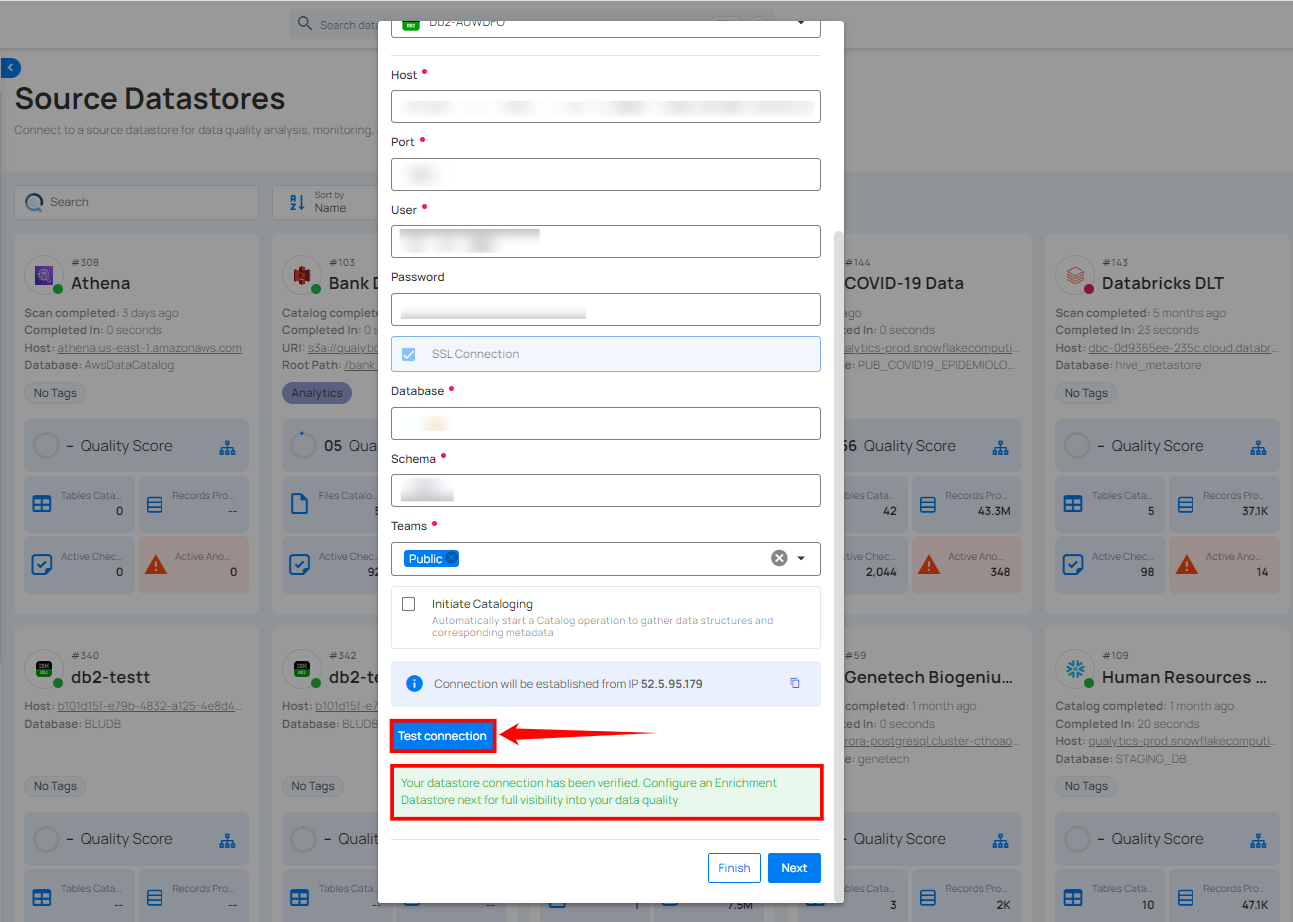 Search data
DB2-AUWDFO
Host
Port
User
Password
SSL Connection
Database
Schema
Teams
Public
Initiate Cataloging
Automatically start a Catalog operation to gather data structures and
corresponding metadata
Connection will be established from IP 52.5.95.179
Test connection
Your datastore connection has been verified. Configure an Enrichment
Datastore next for full visibility into your data quality
Finish
Next
Source Datastores
Connect to a source datastore for data quality analysis, monitoring,
Search
Sort by
Name
#308
Athena
Scan completed: 3 days ago
Completed In: 0 seconds
Host: athena.us-east-1.amazonaws.com
Database: AwsDataCatalog
No Tags
– Quality Score
Tables Cata...
0
Records Pro...
--
Active Chec...
0
Active Ano...
0
#103
Bank D
Catalog complete
Completed In: 0 s
URI: s3a://qualytic
Root Path: /bank
Analytics
05 Qua
Files Catalo...
Active Chec...
92
#144
COVID-19 Data
ago
ed In: 0 seconds
alytics-prod.snowflakecomputi...
e: PUB_COVID19_EPIDEMIOLO...
56 Quality Score
Tables Cata...
42
Records Pro...
43.3M
Active Chec...
2,044
Active Ano...
348
#143
Databricks DLT
Scan completed: 5 months ago
Completed In: 23 seconds
Host: dbc-0d9365ee-235c.cloud.databr...
Database: hive_metastore
No Tags
– Quality Score
Tables Cata...
5
Records Pro...
37.1K
Active Chec...
98
Active Ano...
14
#340
db2-testt
Host: b101d15f-e79b-4832-a125-4e8d4...
Database: BLUDB
No Tags
– Quality Score
Tables Cata...
--
Records Pro...
--
#342
db2-te
Host: b101d15f-e7
Database: BLUDB
No Tags
– Qualit
Tables Cata...
--
1
7.5M
#59
Genetech Biogeniu...
completed: 1 month ago
ed In: 0 seconds
rora-postgresql.cluster-cthoao...
e: genetech
– Quality Score
Tables Cata...
3
Records Pro...
2K
#109
Human Resources ...
Catalog completed: 1 month ago
Completed In: 20 seconds
Host: qualytics-prod.snowflakecomputi...
Database: STAGING_DB
No Tags
– Quality Score
Tables Cata...
10
Records Pro...
47.1K